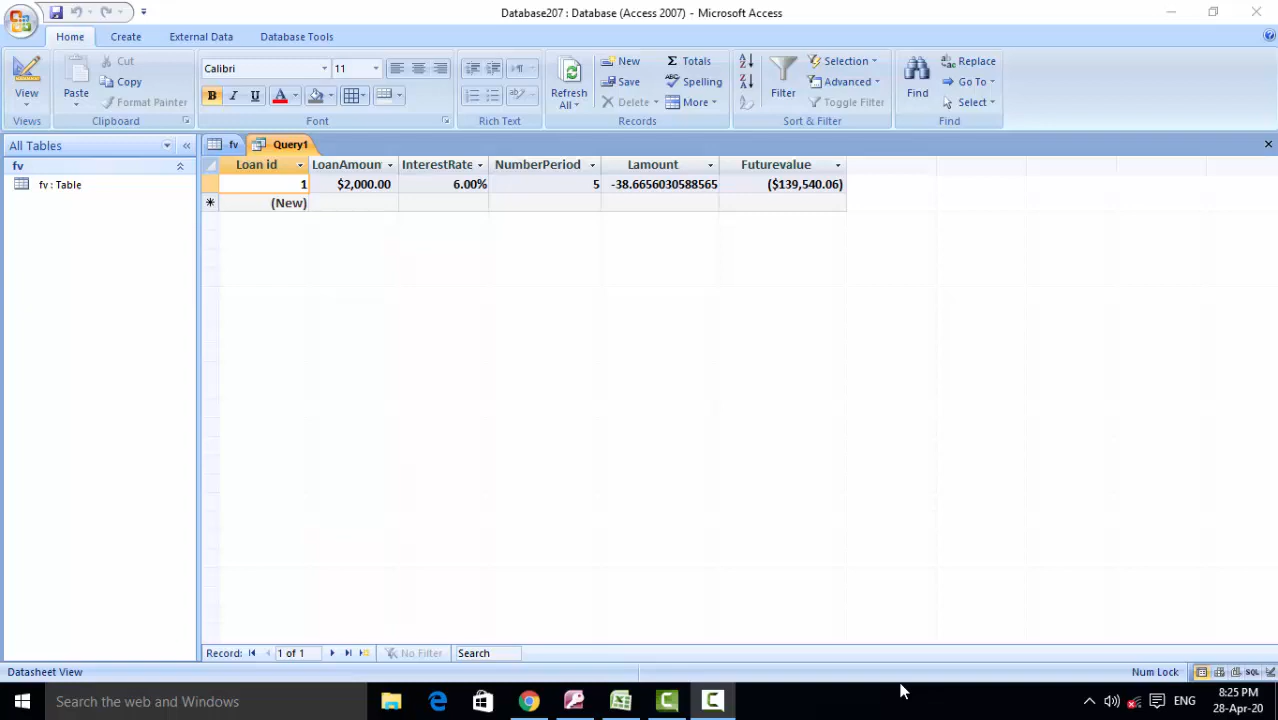 Database207 : Database (Access 2007) - Microsoft Access
Home Create External Data Database Tools
View
Views
Paste
Cut
Copy
Format Painter
Clipboard
Calibri 11
B I U A
Font
Rich Text
Refresh All
New
Save
Delete
Totals
Spelling
More
Records
Filter
Selection
Advanced
Toggle Filter
Sort & Filter
Find
Replace
Go To
Select
Find
All Tables
fv
fv : Table
fv Query1
Loan id LoanAmoun InterestRate NumberPeriod Lamount Futurevalue
1 $2,000.00 6.00% 5 -38.6656030588565 ($139,540.06)
(New)
Record: 1 of 1 No Filter Search
Datasheet View
Num Lock
SQL
Search the web and Windows
ENG
8:25 PM
28-Apr-20